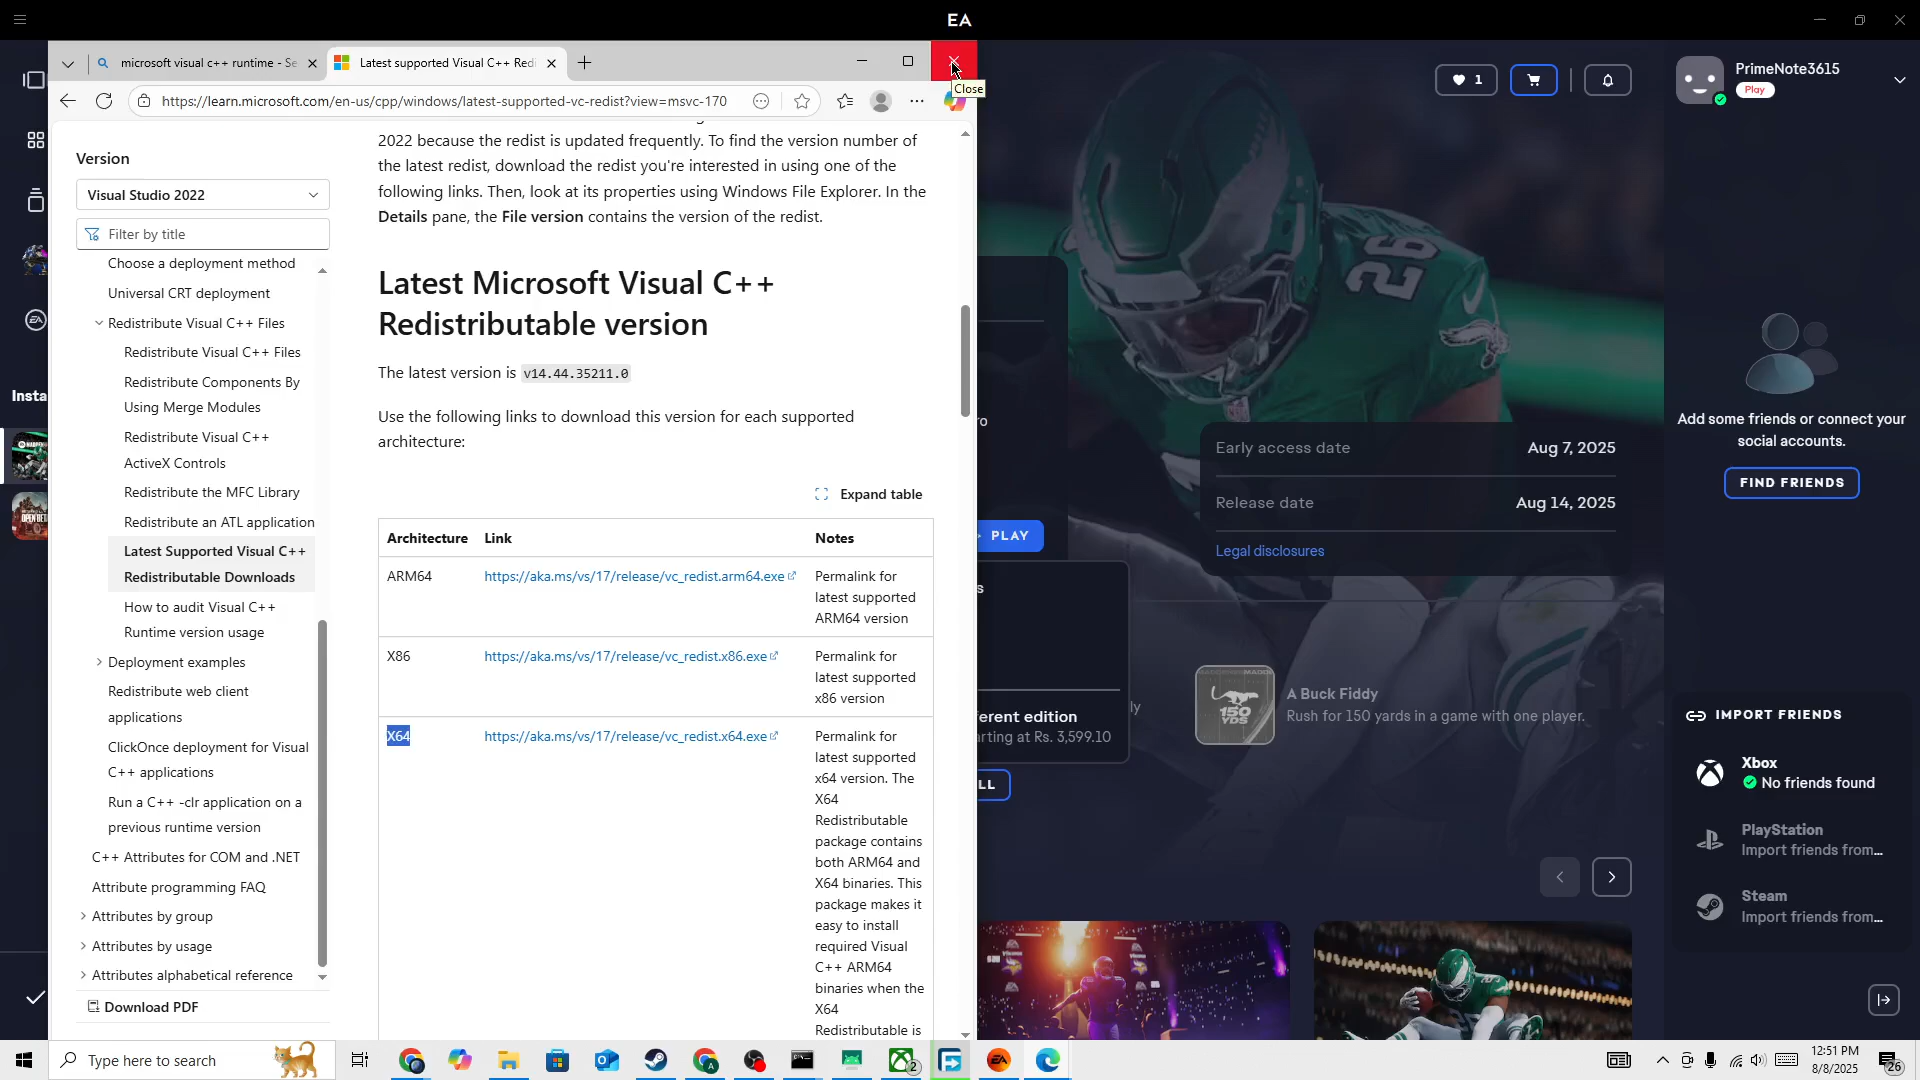 EA
microsoft visual c++ runtime - Se
Latest supported Visual C++ Redi
Close
https://learn.microsoft.com/en-us/cpp/windows/latest-supported-vc-redist?view=msvc-170
Version
Visual Studio 2022
Filter by title
Choose a deployment method
Universal CRT deployment
Redistribute Visual C++ Files
Redistribute Visual C++ Files
Redistribute Components By
Using Merge Modules
Redistribute Visual C++
ActiveX Controls
Redistribute the MFC Library
Redistribute an ATL application
Latest Supported Visual C++
Redistributable Downloads
How to audit Visual C++
Runtime version usage
Deployment examples
Redistribute web client
applications
ClickOnce deployment for Visual
C++ applications
Run a C++ -clr application on a
previous runtime version
C++ Attributes for COM and .NET
Attribute programming FAQ
Attributes by group
Attributes by usage
Attributes alphabetical reference
Download PDF
2022 because the redist is updated frequently. To find the version number of
the latest redist, download the redist you're interested in using one of the
following links. Then, look at its properties using Windows File Explorer. In the
Details pane, the File version contains the version of the redist.
Latest Microsoft Visual C++
Redistributable version
The latest version is v14.44.35211.0
Use the following links to download this version for each supported
architecture:
Expand table
Architecture Link Notes
ARM64 https://aka.ms/vs/17/release/vc_redist.arm64.exe Permalink for
latest supported
ARM64 version
X86 https://aka.ms/vs/17/release/vc_redist.x86.exe Permalink for
latest supported
x86 version
X64 https://aka.ms/vs/17/release/vc_redist.x64.exe Permalink for
latest supported
x64 version. The
X64
Redistributable
package contains
both ARM64 and
X64 binaries. This
package makes it
easy to install
required Visual
C++ ARM64
binaries when the
X64
Redistributable is
Insta
ro
PLAY
s
erent edition
arting at Rs. 3,599.10
ly
LL
1
PrimeNote3615
Play
Early access date Aug 7, 2025
Release date Aug 14, 2025
Legal disclosures
26
150
YDS
A Buck Fiddy
Rush for 150 yards in a game with one player.
Add some friends or connect your
social accounts.
FIND FRIENDS
IMPORT FRIENDS
Xbox
No friends found
PlayStation
Import friends from...
Steam
Import friends from...
Type here to search
2
12:51 PM
8/8/2025
26